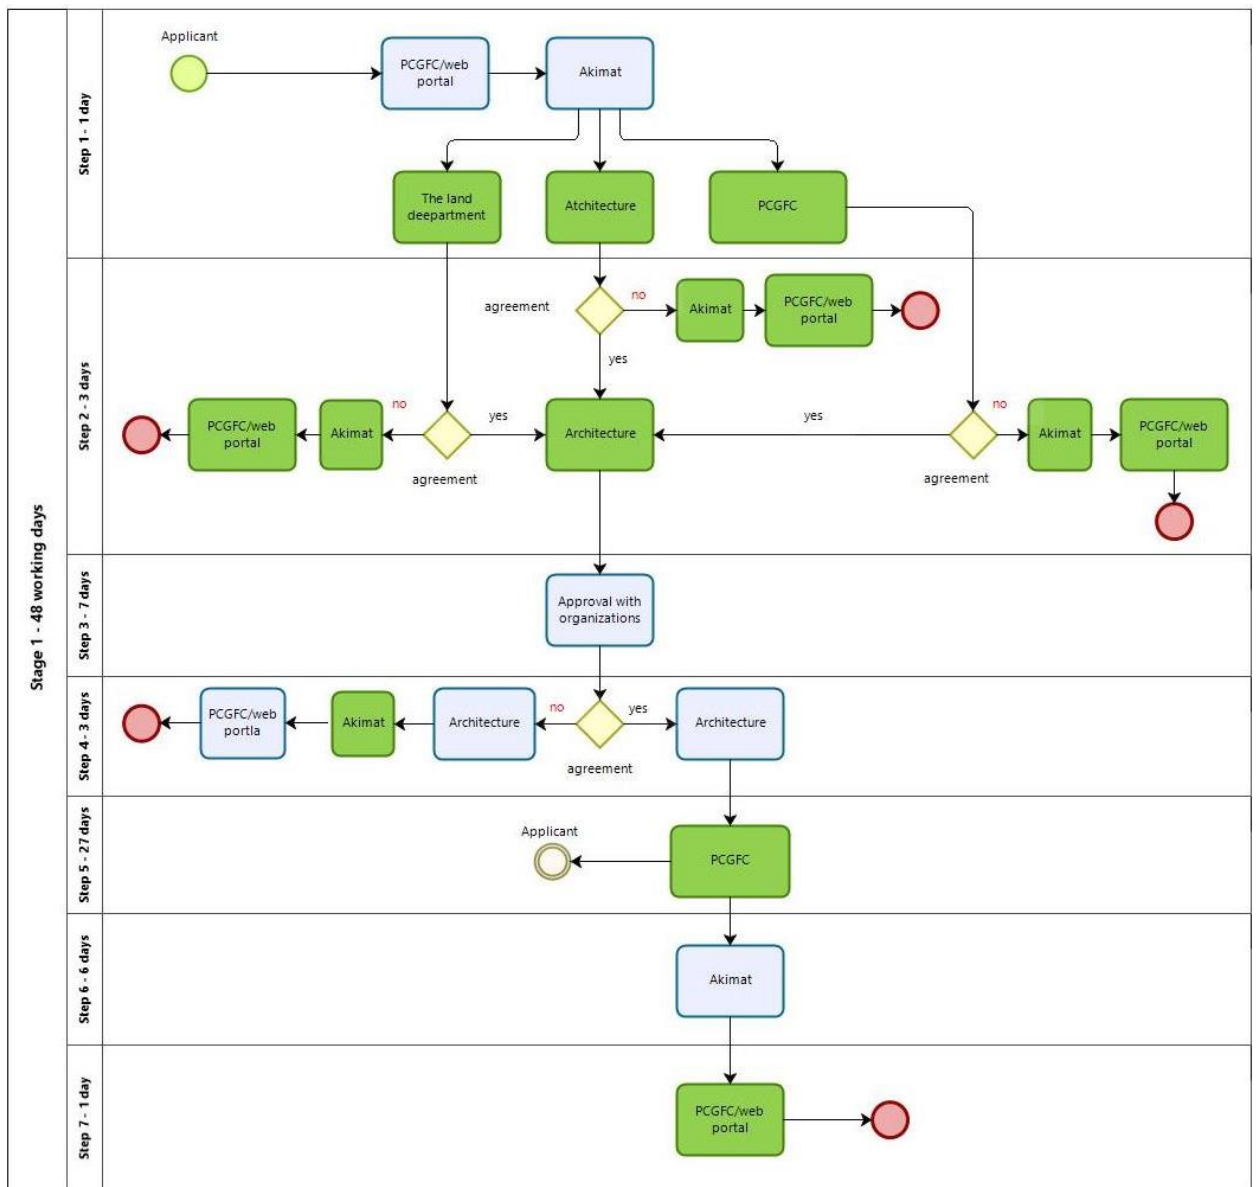 Stage 1 - 48 working days
Step 1 - 1 day
Applicant
PCGFC/web
portal
Akimat
The land
deepartment
Atchitecture
PCGFC
Step 2 - 3 days
agreement
no
Akimat
PCGFC/web
portal
yes
PCGFC/web
portal
Akimat
no
agreement
yes
Architecture
yes
agreement
no
Akimat
PCGFC/web
portal
Step 3 - 7 days
Approval with
organizations
Step 4 - 3 days
PCGFC/web
portla
Akimat
Architecture
no
yes
agreement
Architecture
Step 5 - 27 days
Applicant
PCGFC
Step 6 - 6 days
Akimat
Step 7 - 1 day
PCGFC/web
portal